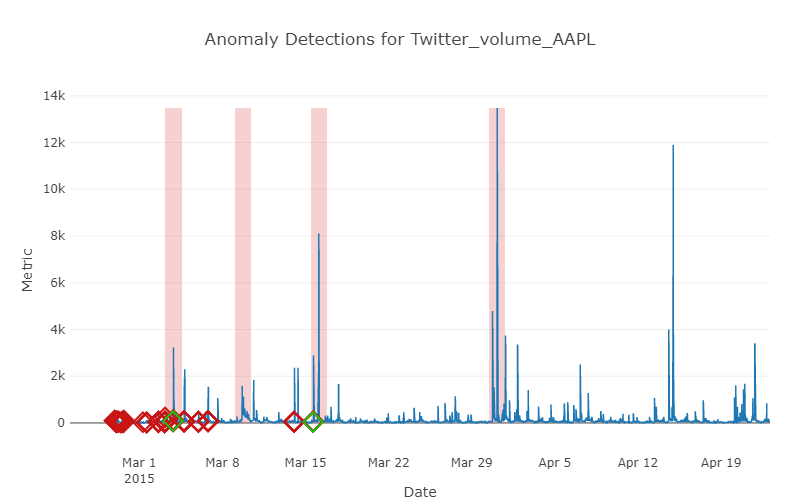 Anomaly Detections for Twitter_volume_AAPL
14k
12k
10k
8k
6k
4k
2k
0
Metric
Mar 1 Mar 8 Mar 15 Mar 22 Mar 29 Apr 5 Apr 12 Apr 19
2015
Date